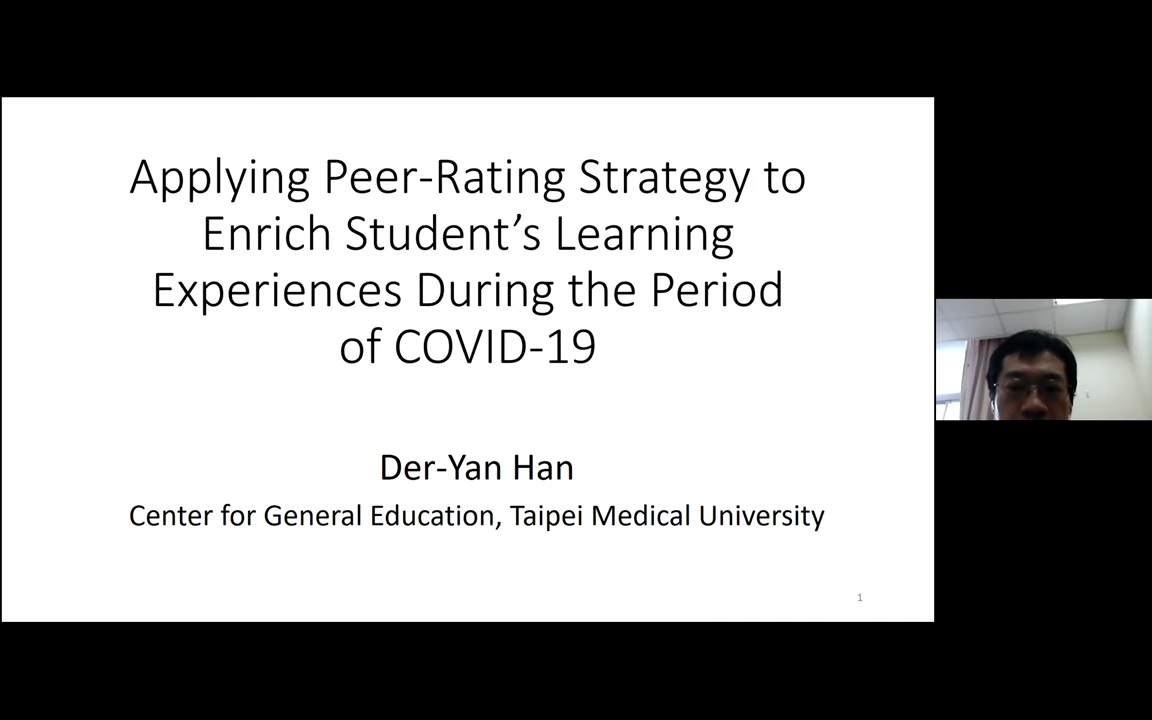 Applying Peer-Rating Strategy to
Enrich Student’s Learning
Experiences During the Period
of COVID-19
Der-Yan Han
Center for General Education, Taipei Medical University
1